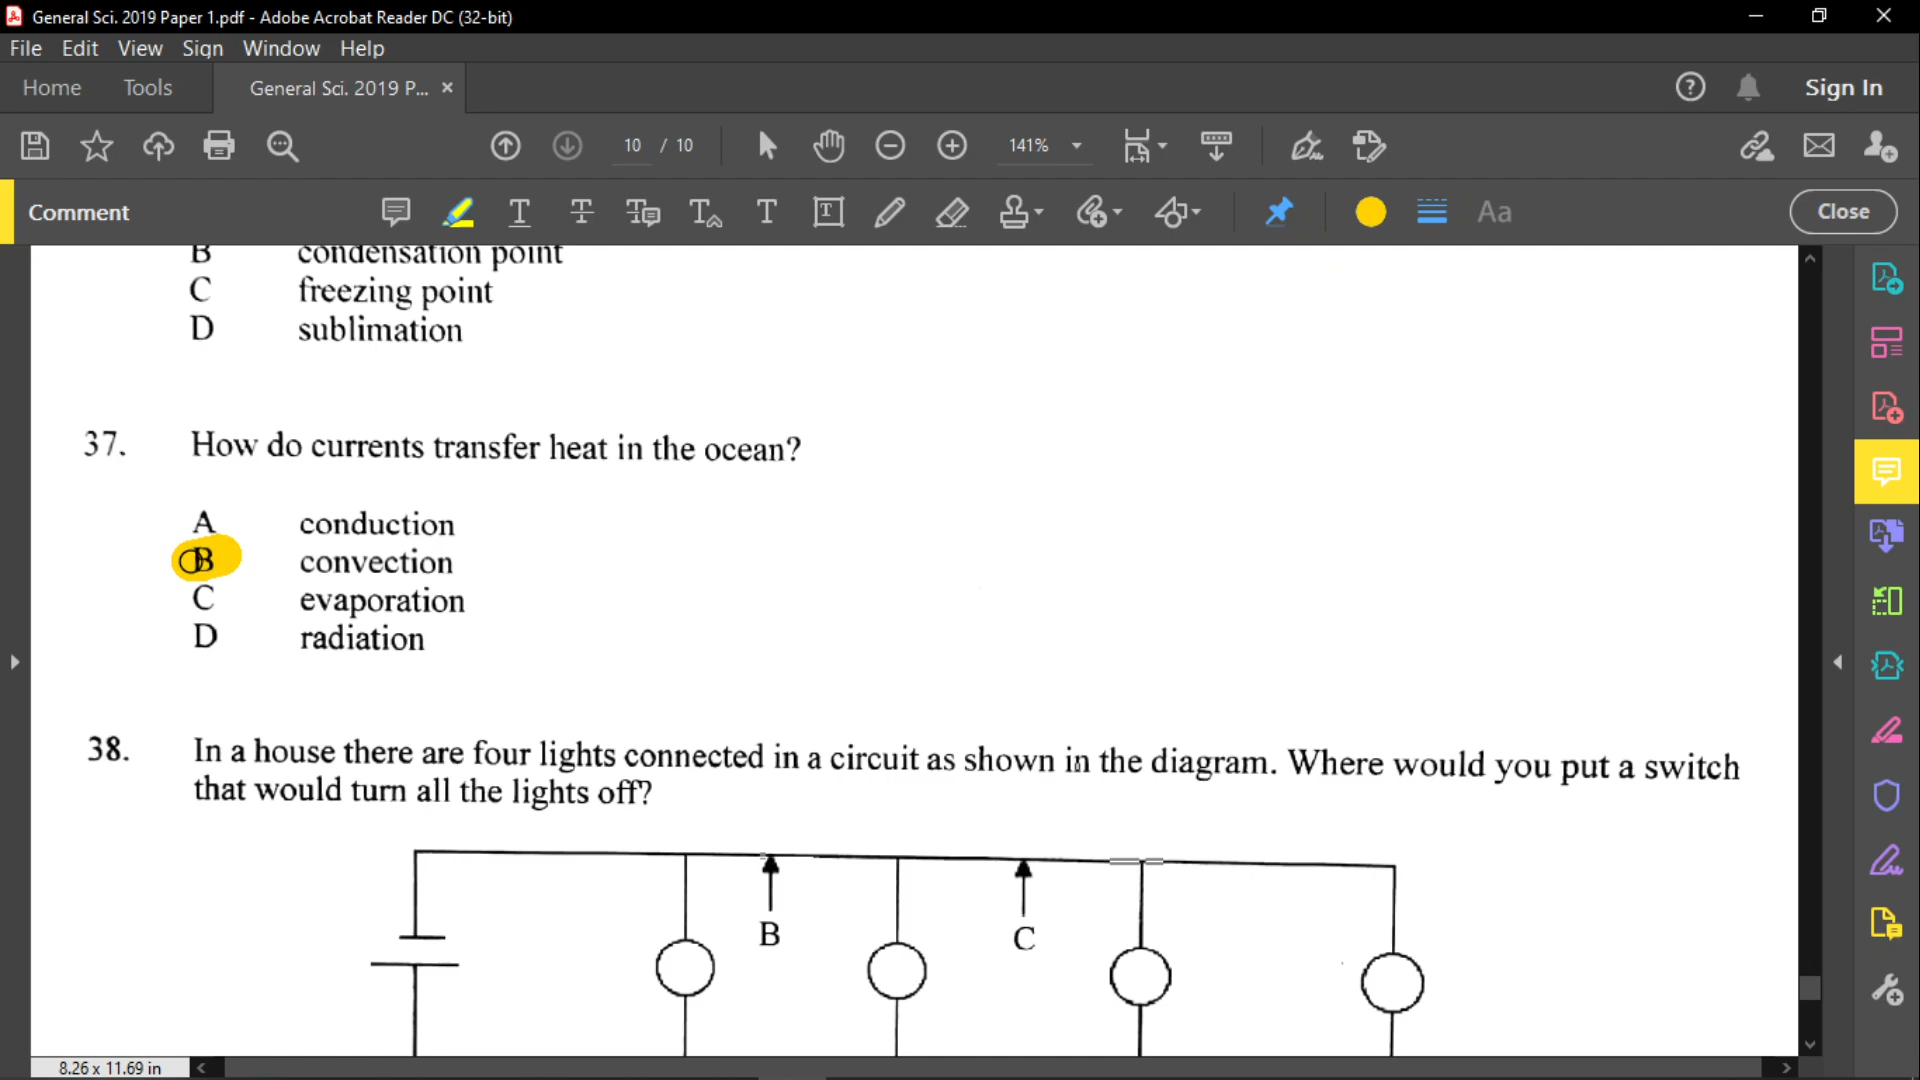 General Sci. 2019 Paper 1.pdf - Adobe Acrobat Reader DC (32-bit)
File Edit View Sign Window Help
Home Tools General Sci. 2019 P... × Sign In
10 / 10 141%
Comment Aa Close
B condensation point
C freezing point
D sublimation
37. How do currents transfer heat in the ocean?
A conduction
B convection
C evaporation
D radiation
38. In a house there are four lights connected in a circuit as shown in the diagram. Where would you put a switch
that would turn all the lights off?
B
C
8.26 x 11.69 in